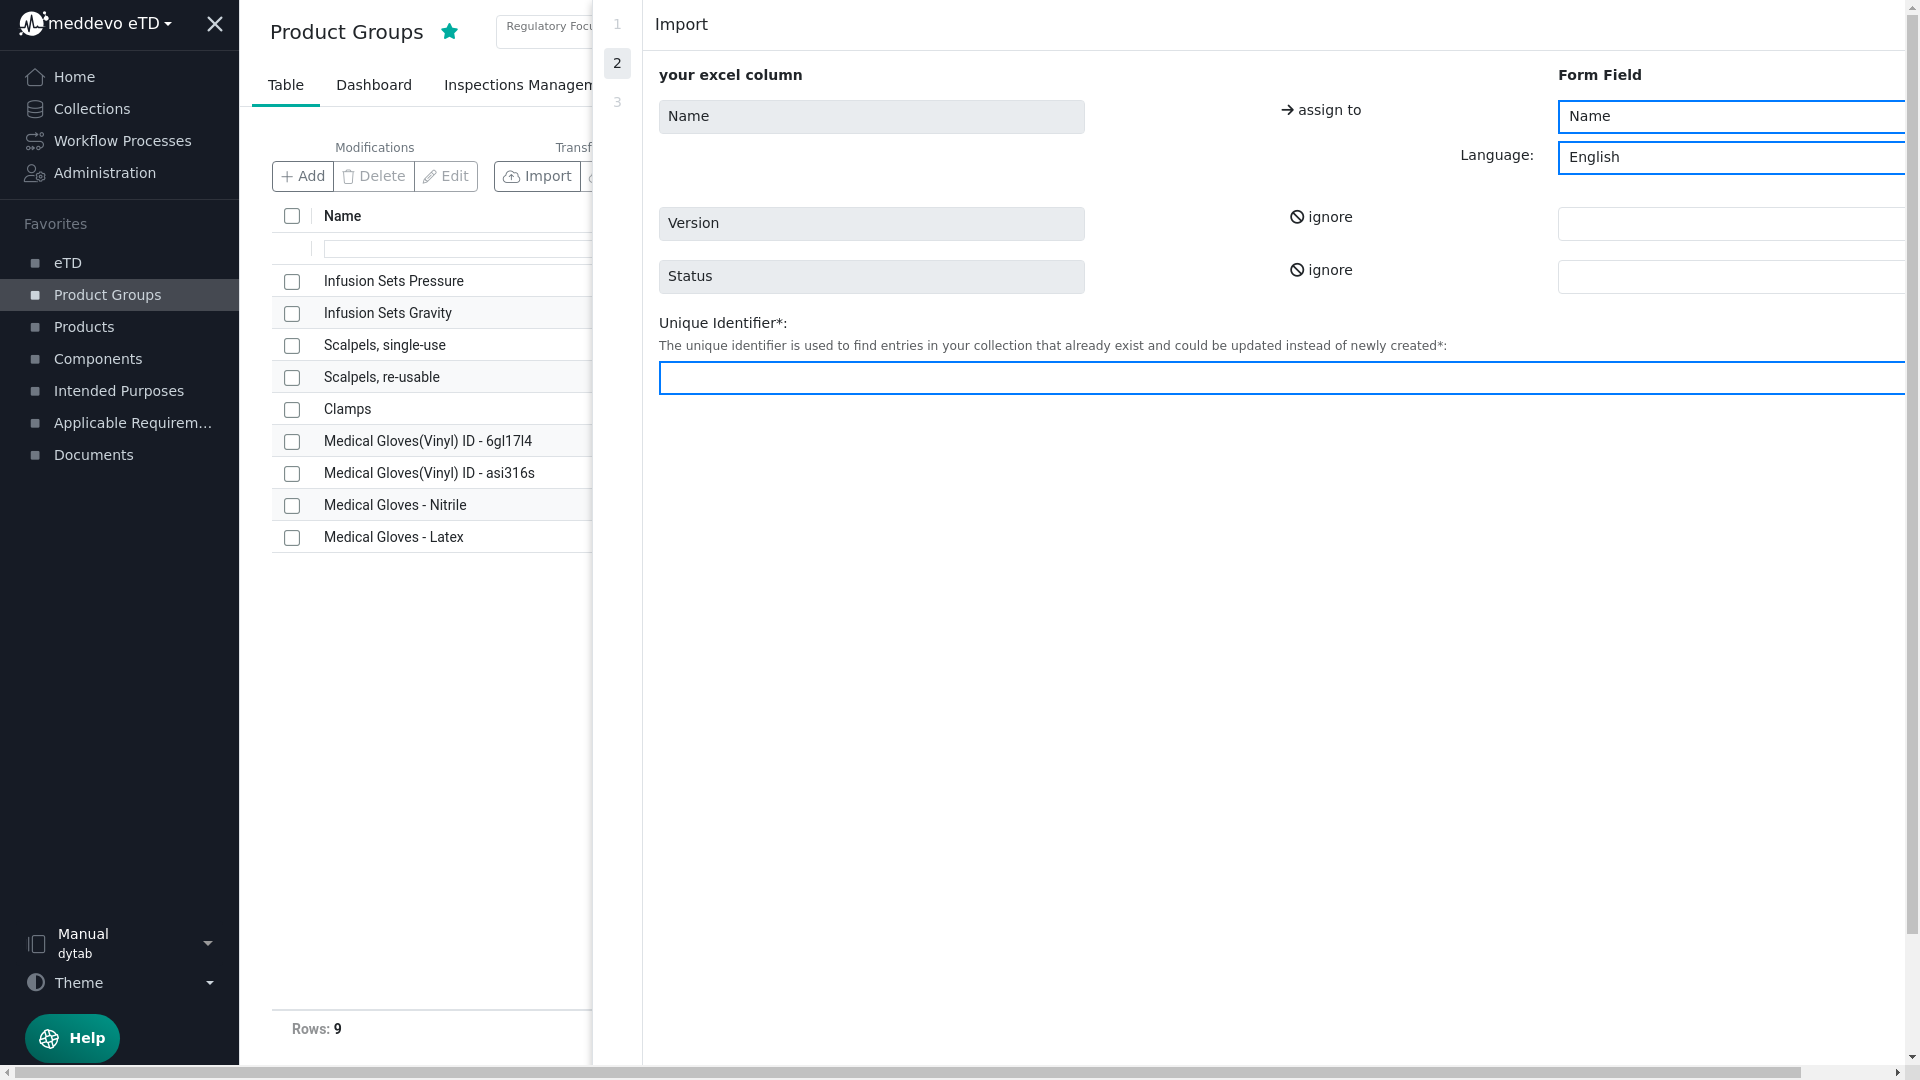 meddevo eTD
Home
Collections
Workflow Processes
Administration
Favorites
eTD
Product Groups
Products
Components
Intended Purposes
Applicable Requirem...
Documents
Manual
dytab
Theme
Help
Product Groups
Regulatory Focu
Table
Dashboard
Inspections Managem
Modifications
Transf
Add
Delete
Edit
Import
Name
Infusion Sets Pressure
Infusion Sets Gravity
Scalpels, single-use
Scalpels, re-usable
Clamps
Medical Gloves(Vinyl) ID - 6gl17l4
Medical Gloves(Vinyl) ID - asi316s
Medical Gloves - Nitrile
Medical Gloves - Latex
Rows: 9
1
2
3
Import
your excel column
Form Field
Name
assign to
Name
Language:
English
Version
ignore
Status
ignore
Unique Identifier*:
The unique identifier is used to find entries in your collection that already exist and could be updated instead of newly created*: